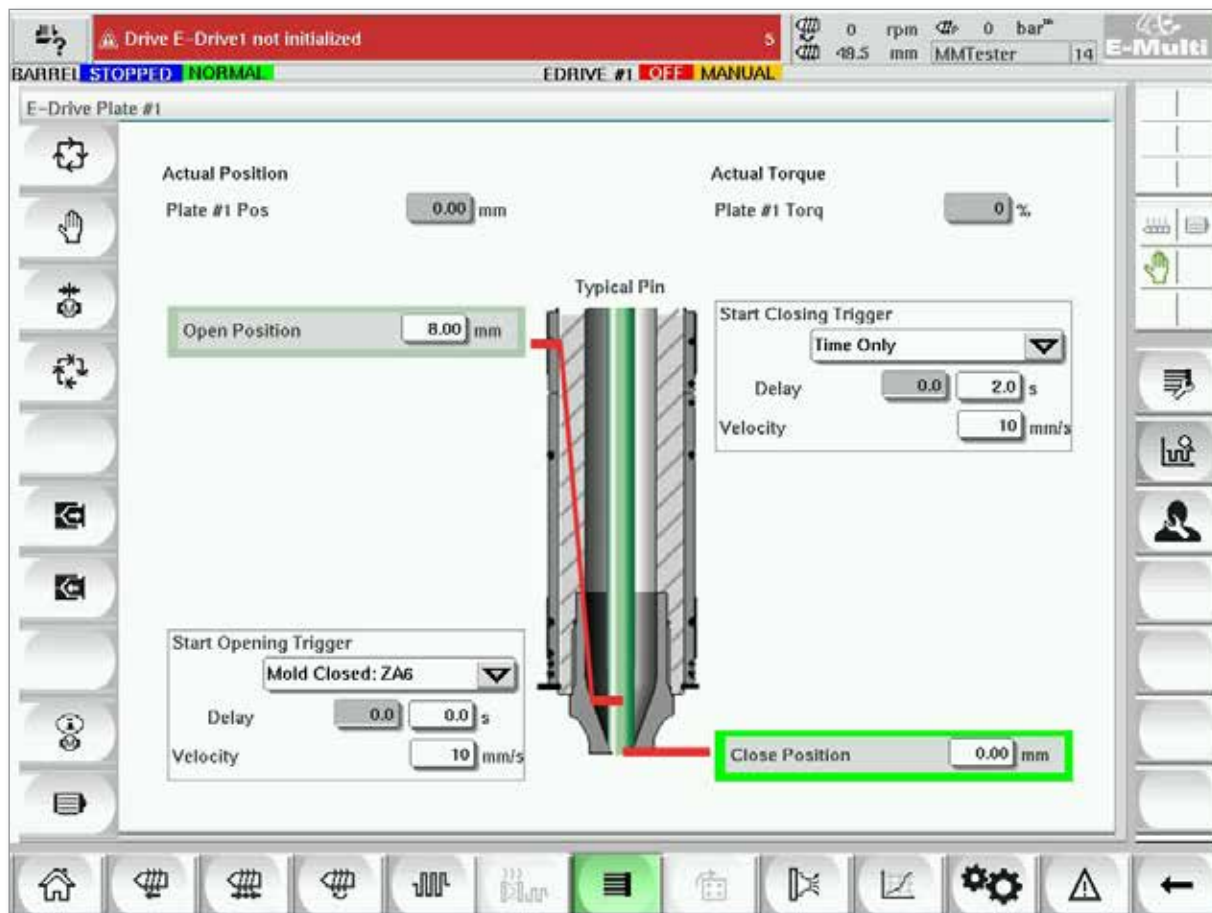 Drive E-Drive1 not initialized 5
0 rpm 0 bar
48.5 mm MMTester 14
E-Multi
BARREL STOPPED NORMAL EDRIVE #1 OFF MANUAL
E-Drive Plate #1
Actual Position
Actual Torque
Plate #1 Pos 0.00 mm
Plate #1 Torq 0 %
Typical Pin
Open Position 8.00 mm
Start Closing Trigger
Time Only
Delay 0.0 2.0 s
Velocity 10 mm/s
Start Opening Trigger
Mold Closed: ZA6
Delay 0.0 0.0 s
Velocity 10 mm/s
Close Position 0.00 mm